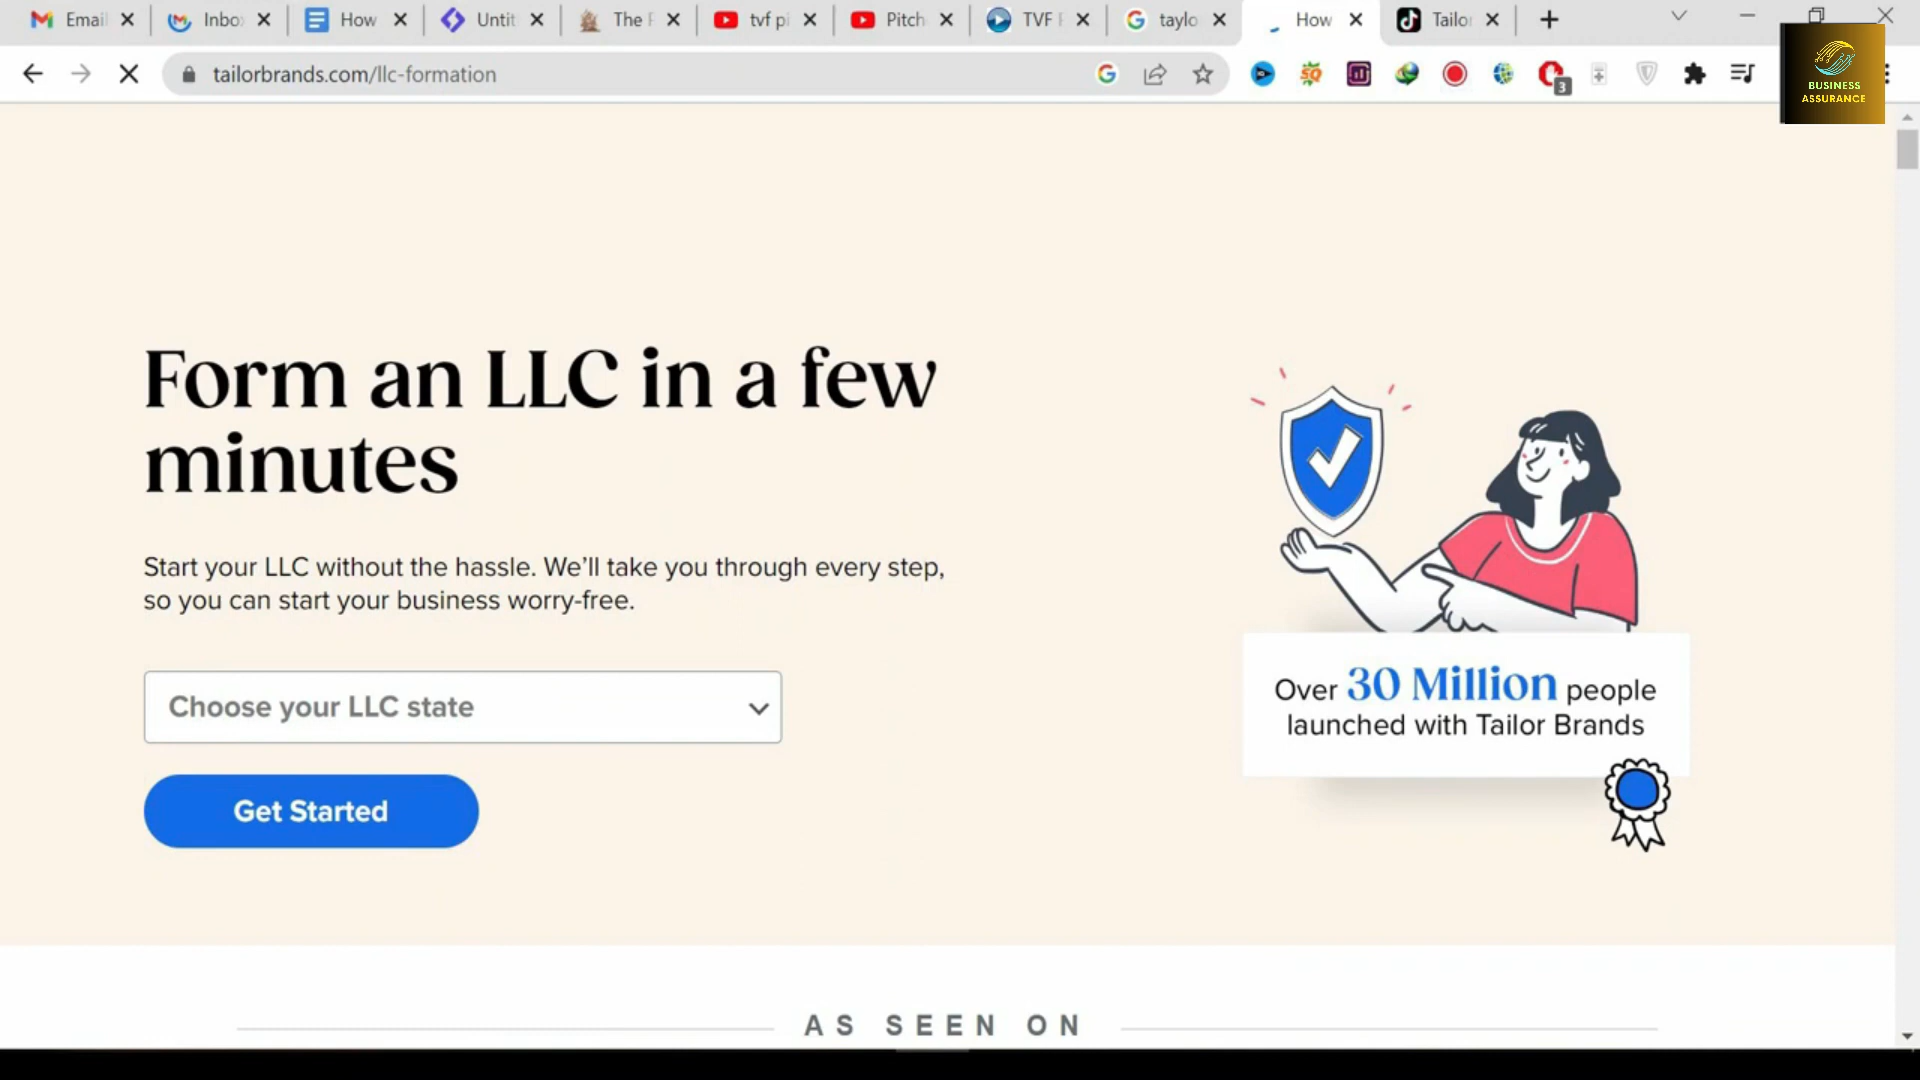 Email
Inbo
How
Untit
The F
tvf pi
Pitch
TVF F
taylo
How
Tailor
tailorbrands.com/llc-formation
3
BUSINESS
ASSURANCE
Form an LLC in a few
minutes
Start your LLC without the hassle. We'll take you through every step,
so you can start your business worry-free.
Choose your LLC state
Get Started
Over 30 Million people
launched with Tailor Brands
AS SEEN ON